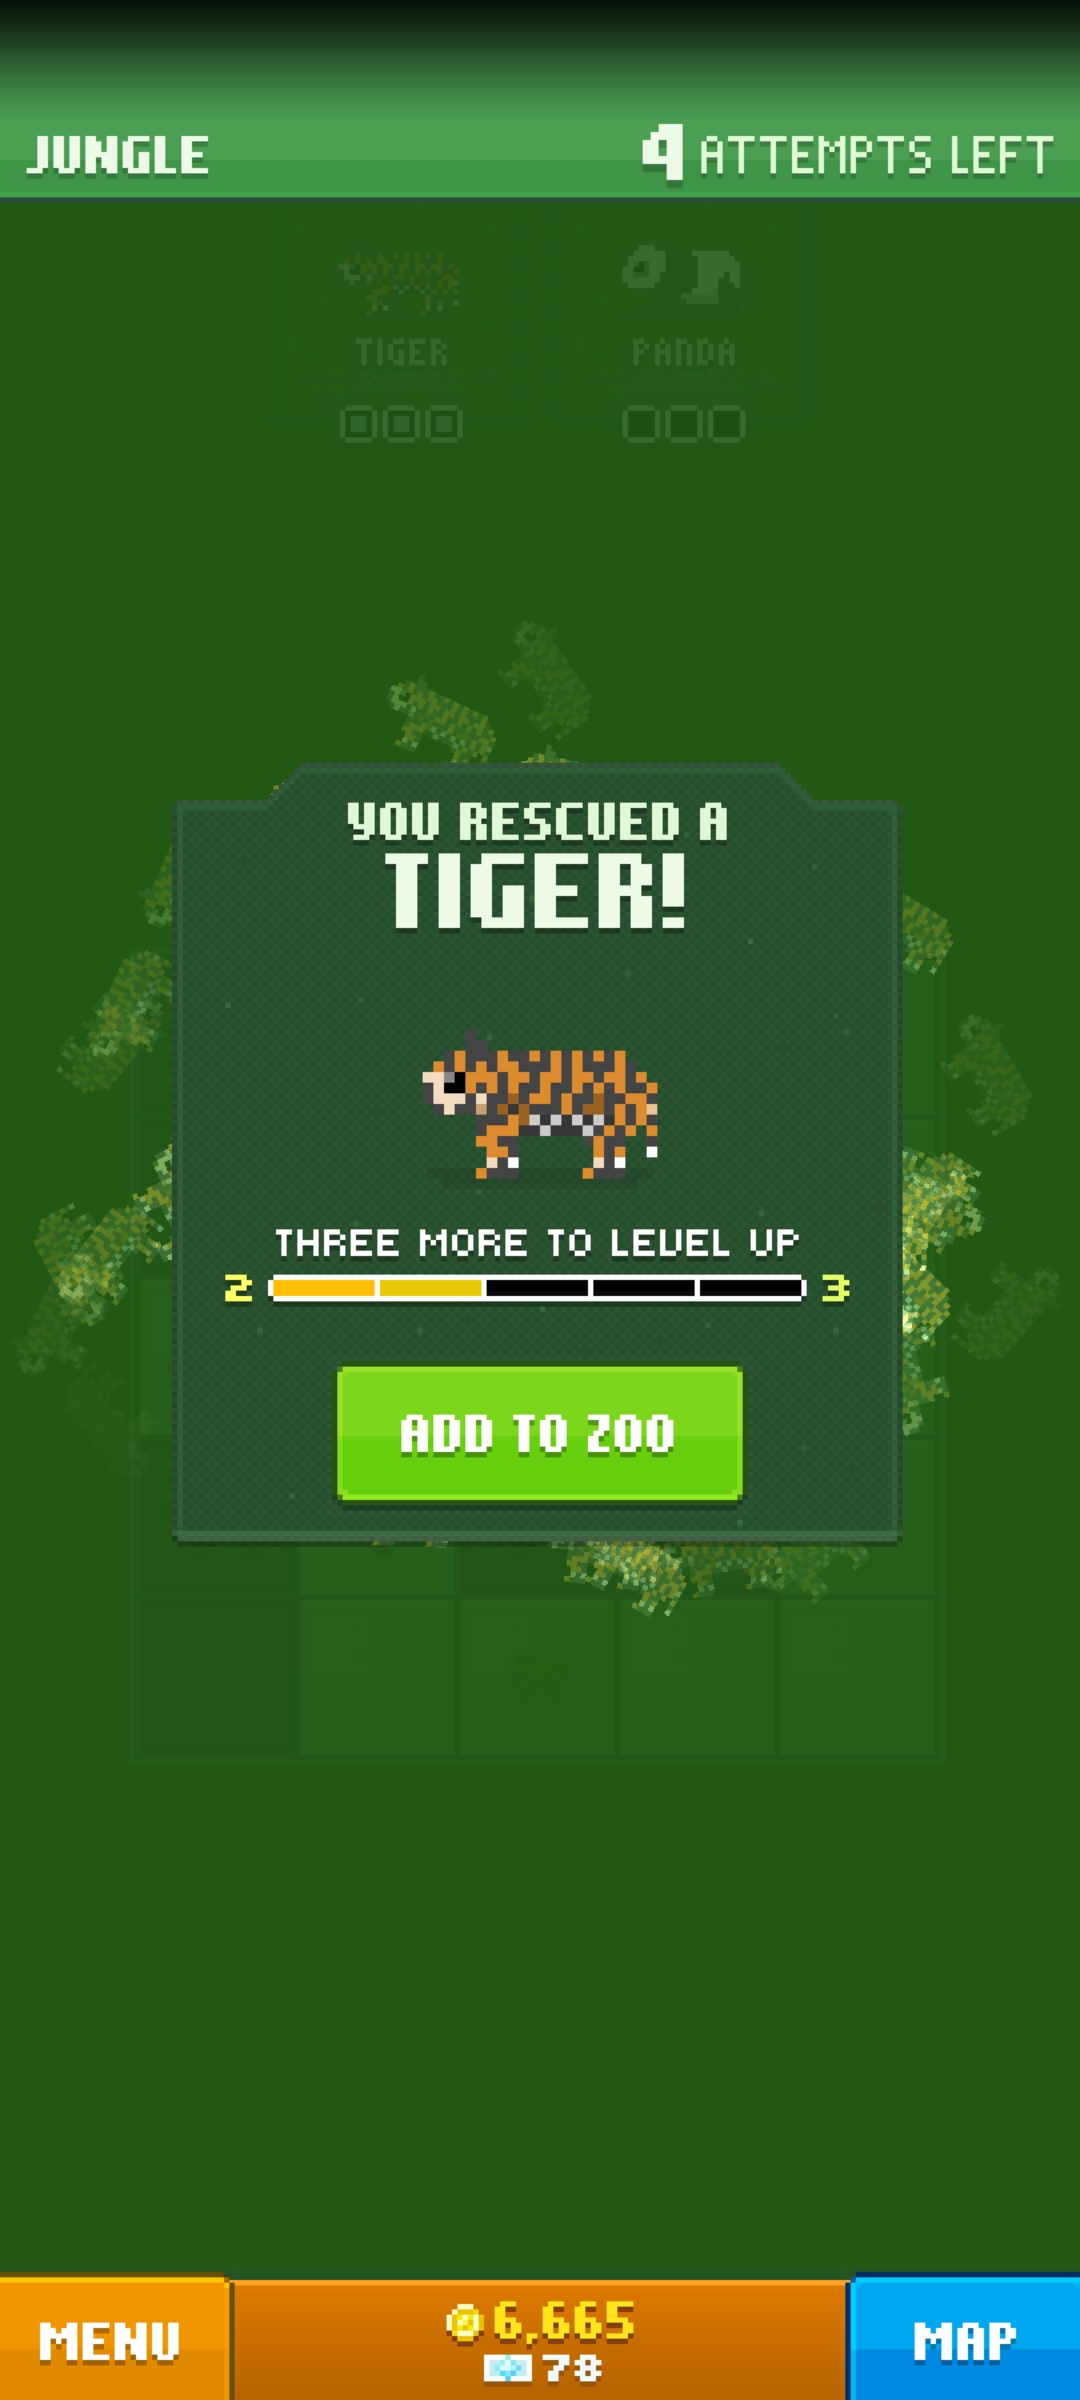 JUNGLE
4 ATTEMPTS LEFT
TIGER
PANDA
YOU RESCUED A
TIGER!
THREE MORE TO LEVEL UP
2 3
ADD TO ZOO
MENU
6,665
78
MAP